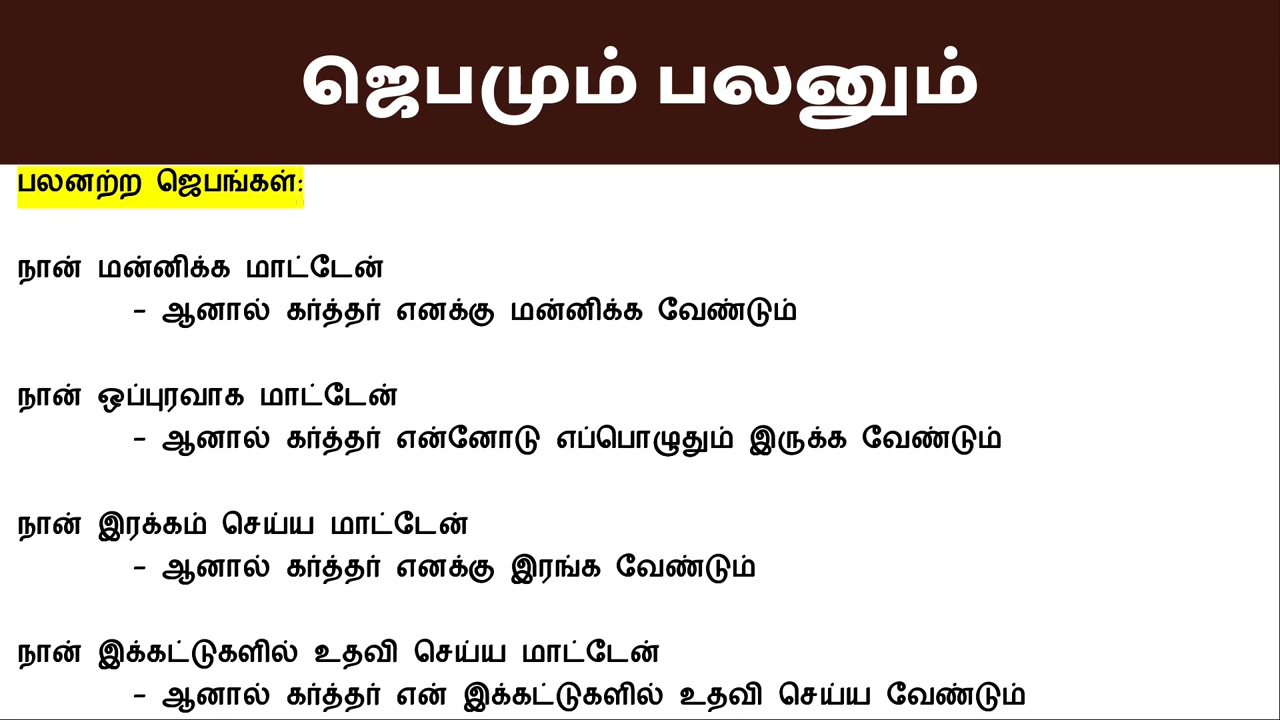 ஜெபமும் பலனும்
பலனற்ற ஜெபங்கள்:
நான் மன்னிக்க மாட்டேன்
- ஆனால் கர்த்தர் எனக்கு மன்னிக்க வேண்டும்
நான் ஒப்புரவாக மாட்டேன்
- ஆனால் கர்த்தர் என்னோடு எப்பொழுதும் இருக்க வேண்டும்
நான் இரக்கம் செய்ய மாட்டேன்
- ஆனால் கர்த்தர் எனக்கு இரங்க வேண்டும்
நான் இக்கட்டுகளில் உதவி செய்ய மாட்டேன்
- ஆனால் கர்த்தர் என் இக்கட்டுகளில் உதவி செய்ய வேண்டும்